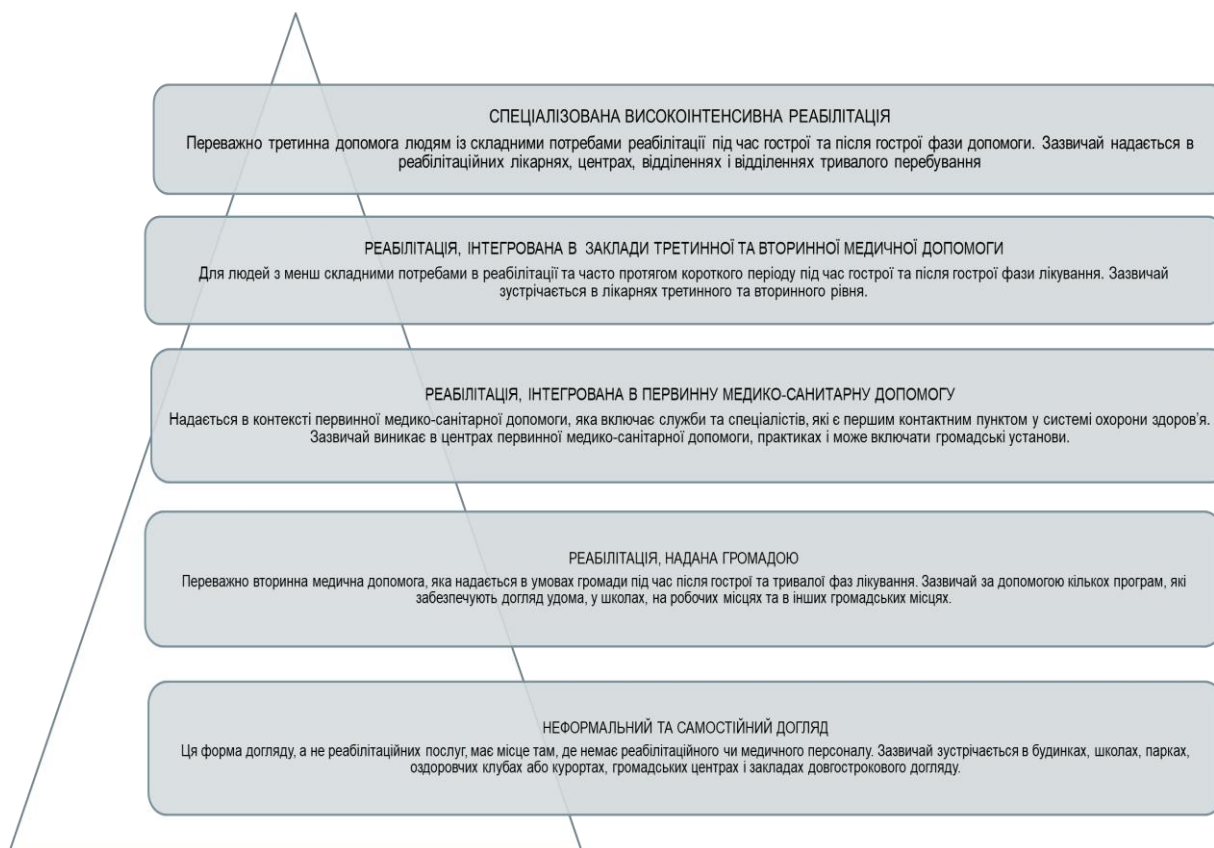 СПЕЦІАЛІЗОВАНА ВИСОКОІНТЕНСИВНА РЕАБІЛІТАЦІЯ
Переважно третинна допомога людям із складними потребами реабілітації під час гострої та після гострої фази допомоги. Зазвичай надається в
реабілітаційних лікарнях, центрах, відділеннях і відділеннях тривалого перебування
РЕАБІЛІТАЦІЯ, ІНТЕГРОВАНА В ЗАКЛАДИ ТРЕТИННОЇ ТА ВТОРИННОЇ МЕДИЧНОЇ ДОПОМОГИ
Для людей з менш складними потребами в реабілітації та часто протягом короткого періоду під час гострої та після гострої фази лікування. Зазвичай
зустрічається в лікарнях третинного та вторинного рівня.
РЕАБІЛІТАЦІЯ, ІНТЕГРОВАНА В ПЕРВИННУ МЕДИКО-САНИТАРНУ ДОПОМОГУ
Надається в контексті первинної медико-санітарної допомоги, яка включає служби та спеціалістів, які є першим контактним пунктом у системі охорони здоров’я.
Зазвичай виникає в центрах первинної медико-санітарної допомоги, практиках і може включати громадські установи.
РЕАБІЛІТАЦІЯ, НАДАНА ГРОМАДОЮ
Переважно вторинна медична допомога, яка надається в умовах громади під час після гострої та тривалої фаз лікування. Зазвичай за допомогою кількох програм, які
забезпечують догляд удома, у школах, на робочих місцях та в інших громадських місцях.
НЕФОРМАЛЬНИЙ ТА САМОСТІЙНИЙ ДОГЛЯД
Ця форма догляду, а не реабілітаційних послуг, має місце там, де немає реабілітаційного чи медичного персоналу. Зазвичай зустрічається в будинках, школах, парках,
оздоровчих клубах або курортах, громадських центрах і закладах довгострокового догляду.